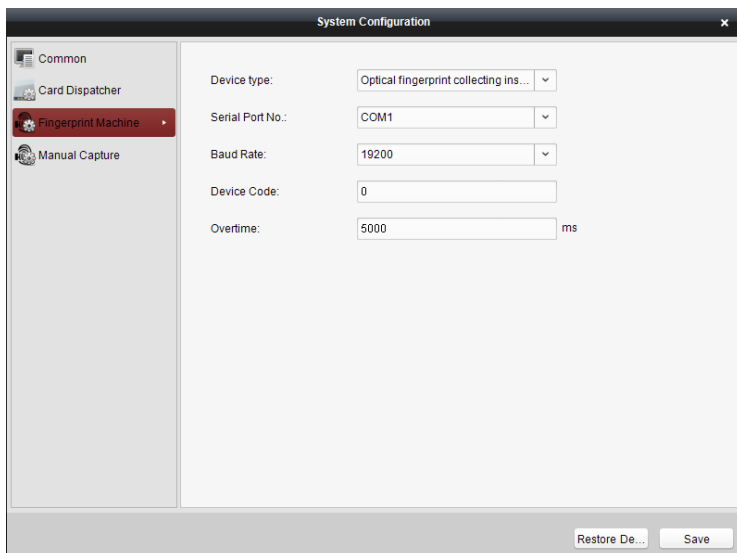 System Configuration
Common
Card Dispatcher
Fingerprint Machine
Manual Capture
Device type: Optical fingerprint collecting ins...
Serial Port No.: COM1
Baud Rate: 19200
Device Code: 0
Overtime: 5000 ms
Restore De... Save